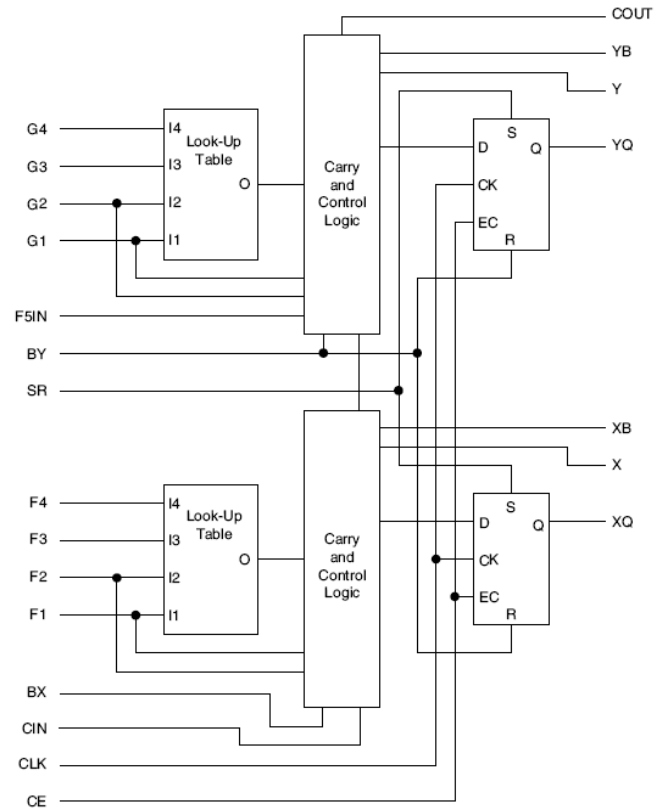 COUT
YB
Y
G4
I4
Look-Up
Table
S
G3
I3
D
Q
YQ
O
Carry
and
Control
Logic
G2
I2
CK
G1
I1
EC
R
F5IN
BY
SR
XB
X
F4
I4
Look-Up
Table
S
F3
I3
D
Q
XQ
O
Carry
and
Control
Logic
F2
I2
CK
EC
F1
I1
R
BX
CIN
CLK
CE